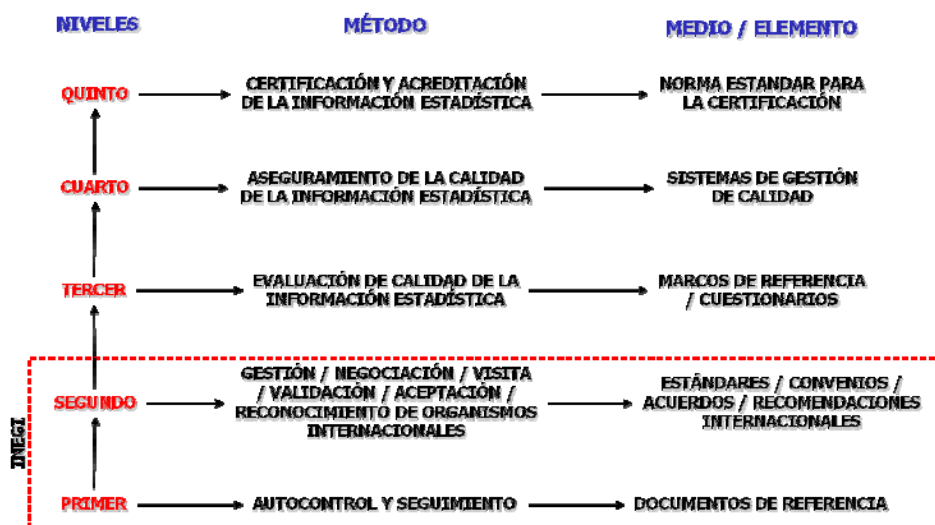 NIVELES
MÉTODO
MEDIO / ELEMENTO
QUINTO
CERTIFICACIÓN Y ACREDITACIÓN
DE LA INFORMACIÓN ESTADÍSTICA
NORMA ESTANDAR PARA
LA CERTIFICACIÓN
CUARTO
ASEGURAMIENTO DE LA CALIDAD
DE LA INFORMACIÓN ESTADÍSTICA
SISTEMAS DE GESTIÓN
DE CALIDAD
TERCER
EVALUACIÓN DE CALIDAD DE LA
INFORMACIÓN ESTADÍSTICA
MARCOS DE REFERENCIA
/ CUESTIONARIOS
INEGI
SEGUNDO
GESTIÓN / NEGOCIACIÓN / VISITA
/ VALIDACIÓN / ACEPTACIÓN /
RECONOCIMIENTO DE ORGANISMOS
INTERNACIONALES
ESTÁNDARES / CONVENIOS /
ACUERDOS / RECOMENDACIONES
INTERNACIONALES
PRIMER
AUTOCONTROL Y SEGUIMIENTO
DOCUMENTOS DE REFERENCIA